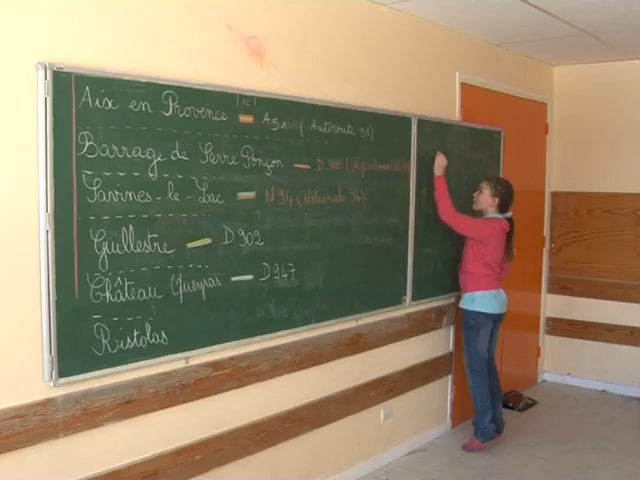 Aix en Provence A51 (Autoroute 51)
Barrage de Serre Ponçon — D 900 (Départementale
Savines-le-Lac N 94 (Nationale 94)
Guillestre D 902
Château Queyras — D 947
Ristolas